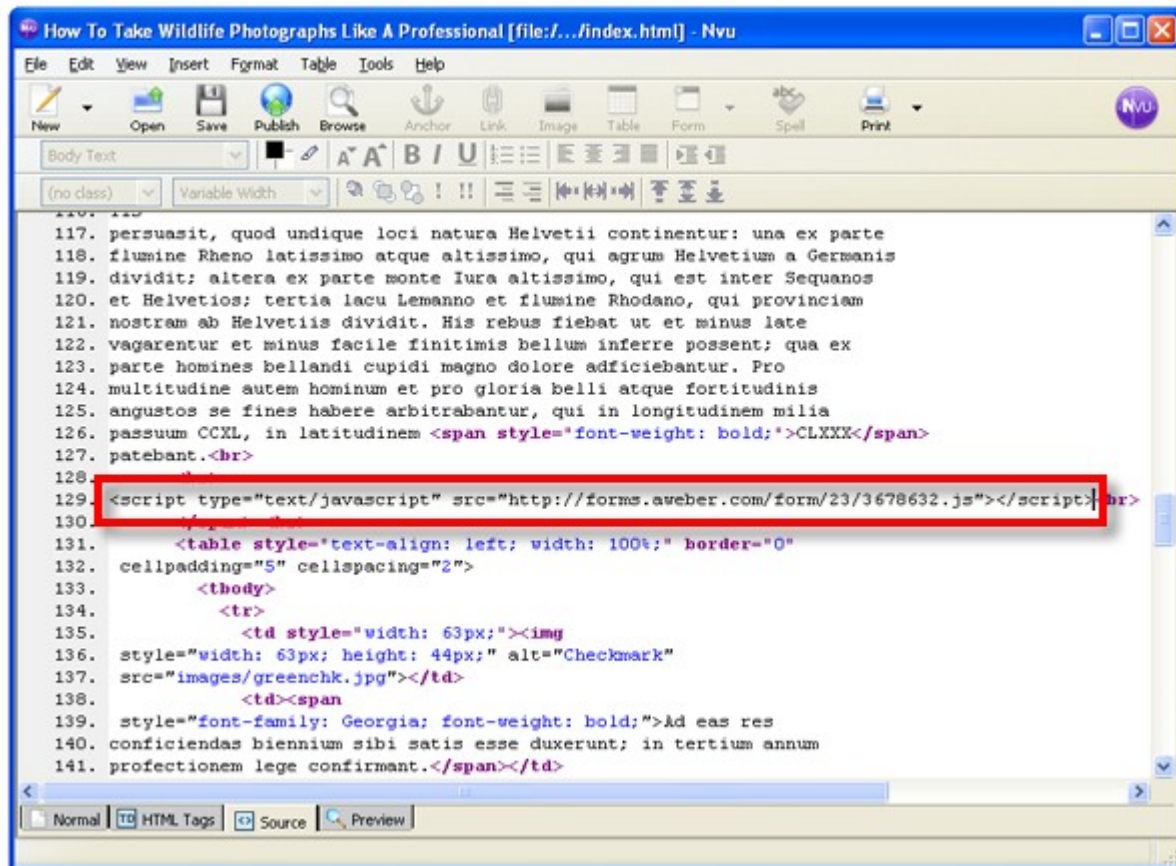 How To Take Wildlife Photographs Like A Professional [file:/.../index.html] - Nvu
File Edit View Insert Format Table Tools Help
New Open Save Publish Browse Anchor Link Image Table Form Spell Print NVU
Body Text
(no class) Variable Width
117. persuasit, quod undique loci natura Helvetii continentur: una ex parte
118. flumine Rheno latissimo atque altissimo, qui agrum Helvetium a Germanis
119. dividit; altera ex parte monte Iura altissimo, qui est inter Sequanos
120. et Helvetios; tertia lacu Lemanno et flumine Rhodano, qui provinciam
121. nostram ab Helvetiis dividit. His rebus fiebat ut et minus late
122. vagarentur et minus facile finitimis bellum inferre possent; qua ex
123. parte homines bellandi cupidi magno dolore adficiebantur. Pro
124. multitudine autem hominum et pro gloria belli atque fortitudinis
125. angustos se fines habere arbitrabantur, qui in longitudinem milia
126. passuum CCXL, in latitudinem <span style="font-weight: bold;">CLXXX</span>
127. patebant.<br>
128.
129. <script type="text/javascript" src="http://forms.aweber.com/form/23/3678632.js"></script><br>
130.
131. <table style="text-align: left; width: 100%;" border="0"
132. cellpadding="5" cellspacing="2">
133. <tbody>
134. <tr>
135. <td style="width: 63px;"><img
136. style="width: 63px; height: 44px;" alt="Checkmark"
137. src="images/greenchk.jpg"></td>
138. <td><span
139. style="font-family: Georgia; font-weight: bold;">Ad eas res
140. conficiendas biennium sibi satis esse duxerunt; in tertium annum
141. profectionem lege confirmant.</span></td>
Normal HTML Tags Source Preview